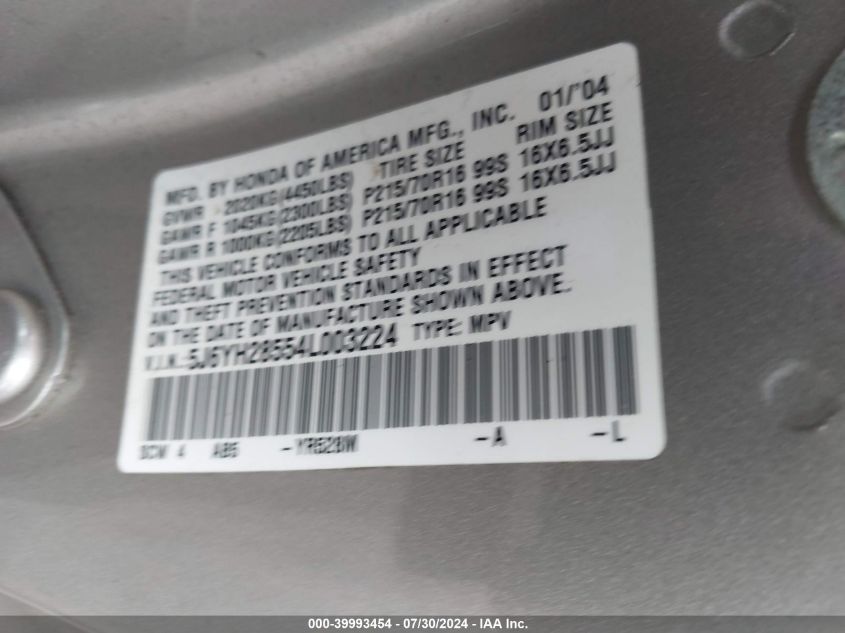 MFD. BY HONDA OF AMERICA MFG., INC. 01/'04
GVWR 2020KG(4450LBS) TIRE SIZE RIM SIZE
GAWR F 1045KG(2300LBS) P215/70R16 99S 16X6.5JJ
GAWR R 1000KG(2205LBS) P215/70R16 99S 16X6.5JJ
THIS VEHICLE CONFORMS TO ALL APPLICABLE
FEDERAL MOTOR VEHICLE SAFETY
AND THEFT PREVENTION STANDARDS IN EFFECT
ON THE DATE OF MANUFACTURE SHOWN ABOVE.
V.I.N.:5J6YH28554L003224 TYPE: MPV
SCW 4 ABS -YR528W -A -L
000-39993454 / 07/30/2024 - IAA Inc.